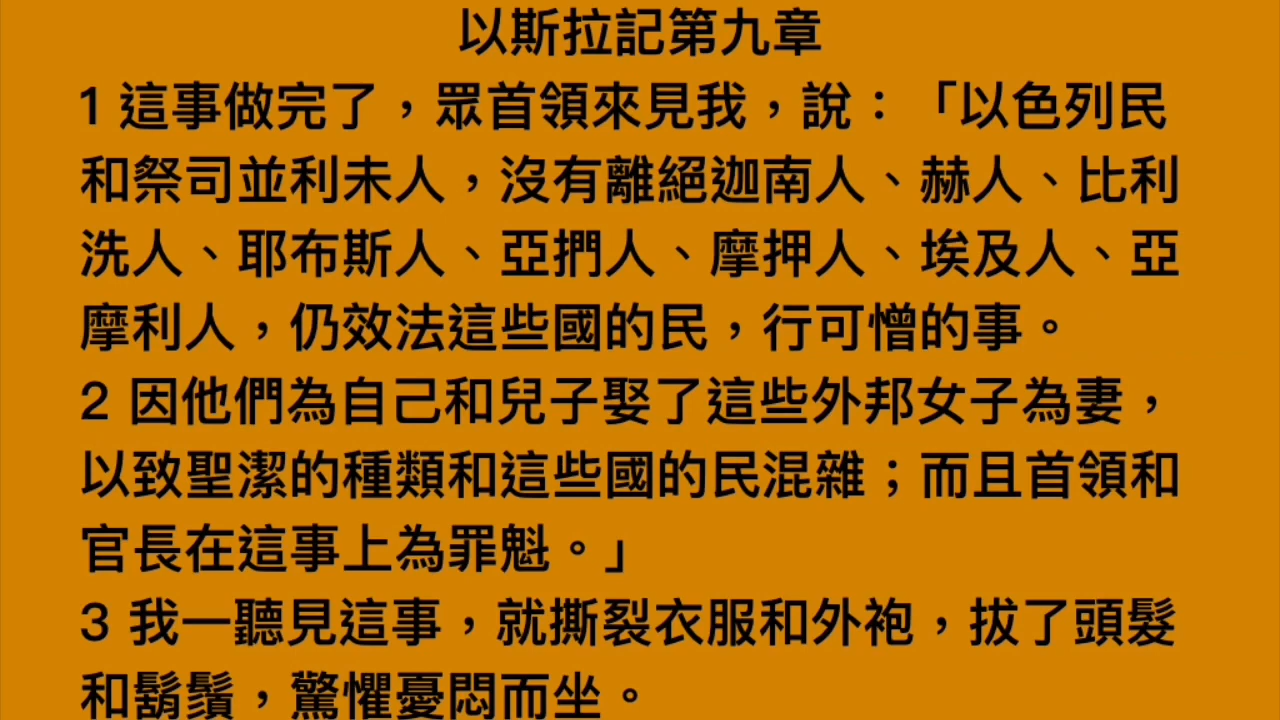 以斯拉記第九章
1 這事做完了，眾首領來見我，說：「以色列民
和祭司並利未人，沒有離絕迦南人、赫人、比利
洗人、耶布斯人、亞捫人、摩押人、埃及人、亞
摩利人，仍效法這些國的民，行可憎的事。
2 因他們為自己和兒子娶了這些外邦女子為妻，
以致聖潔的種類和這些國的民混雜；而且首領和
官長在這事上為罪魁。」
3 我一聽見這事，就撕裂衣服和外袍，拔了頭髮
和鬍鬚，驚懼憂悶而坐。